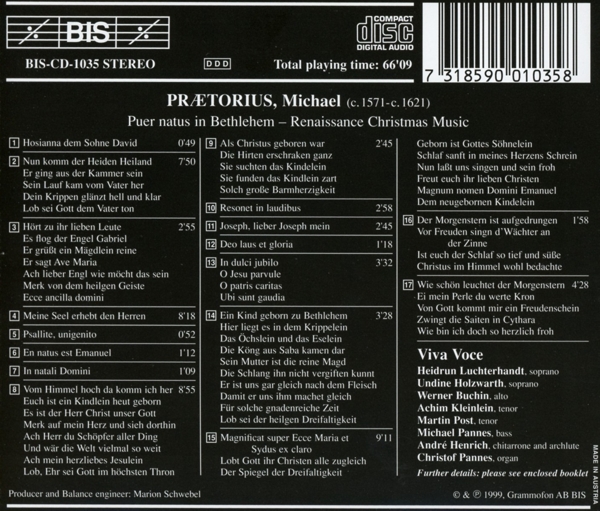 BIS
COMPACT
disc
DIGITAL AUDIO
BIS-CD-1035 STEREO
DDD
Total playing time: 66'09
7 318590 010358
PRÆTORIUS, Michael (c. 1571-c. 1621)
Puer natus in Bethlehem – Renaissance Christmas Music
1 Hosianna dem Sohne David 0'49
2 Nun komm der Heiden Heiland 7'50
Er ging aus der Kammer sein
Sein Lauf kam vom Vater her
Dein Krippen glänzt hell und klar
Lob sei Gott dem Vater ton
3 Hört zu ihr lieben Leute 2'55
Es flog der Engel Gabriel
Er grüßt ein Mägdlein reine
Er sagt Ave Maria
Ach lieber Engel wie möcht das sein
Merk von dem heilgen Geiste
Ecce ancilla domini
4 Meine Seel erhebt den Herren 8'18
5 Psallite, unigenito 0'52
6 En natus est Emanuel 1'12
7 In natali Domini 1'09
8 Vom Himmel hoch da komm ich her 8'55
Euch ist ein Kindlein heut geborn
Es ist der Herr Christ unser Gott
Merk auf mein Herz und sieh dorthin
Ach Herr du Schöpfer aller Ding
Und wär die Welt vielmal so weit
Ach mein herzliebes Jesulein
Lob, Ehr sei Gott im höchsten Thron
9 Als Christus geboren war 2'45
Die Hirten erschraken ganz
Sie suchten das Kindelein
Sie funden das Kindlein zart
Solch große Barmherzigkeit
10 Resonet in laudibus 2'58
11 Joseph, lieber Joseph mein 2'45
12 Deo laus et gloria 1'18
13 In dulci jubilo 3'32
O Jesu parvule
O patris caritas
Ubi sunt gaudia
14 Ein Kind geborn zu Bethlehem 3'28
Hier liegt es in dem Krippelein
Das Öchslein und das Eselein
Die Köng aus Saba kamen dar
Sein Mutter ist die reine Magd
Die Schlang ihn nicht vergiften kunnt
Er ist uns gar gleich nach dem Fleisch
Damit er uns ihm machet gleich
Für solche gnadenreiche Zeit
Lob sei der heilgen Dreifaltigkeit
15 Magnificat super Ecce Maria et 9'11
Sydus ex claro
Lobt Gott ihr Christen alle zugleich
Der Spiegel der Dreifaltigkeit
Geborn ist Gottes Söhnelein
Schlaf sanft in meines Herzens Schrein
Nun laßt uns singen und sein froh
Freut euch ihr lieben Christen
Magnum nomen Domini Emanuel
Dem neugebornen Kindelein
16 Der Morgenstern ist aufgedrungen 1'58
Vor Freuden singn d'Wächter an
der Zinne
Ist euch der Schlaf so tief und süße
Christus im Himmel wohl bedachte
17 Wie schön leuchtet der Morgenstern 4'28
Ei mein Perle du werte Kron
Von Gott kommt mir ein Freudenschein
Zwingt die Saiten in Cythara
Wie bin ich doch so herzlich froh
Viva Voce
Heidrun Luchterhandt, soprano
Undine Holzwarth, soprano
Werner Buchin, alto
Achim Kleinlein, tenor
Martin Post, tenor
Michael Pannes, bass
André Henrich, chitarrone and archlute
Christof Pannes, organ
Further details: please see enclosed booklet
Producer and Balance engineer: Marion Schwebel
© & ℗ 1999, Grammofon AB BIS
MADE IN AUSTRIA